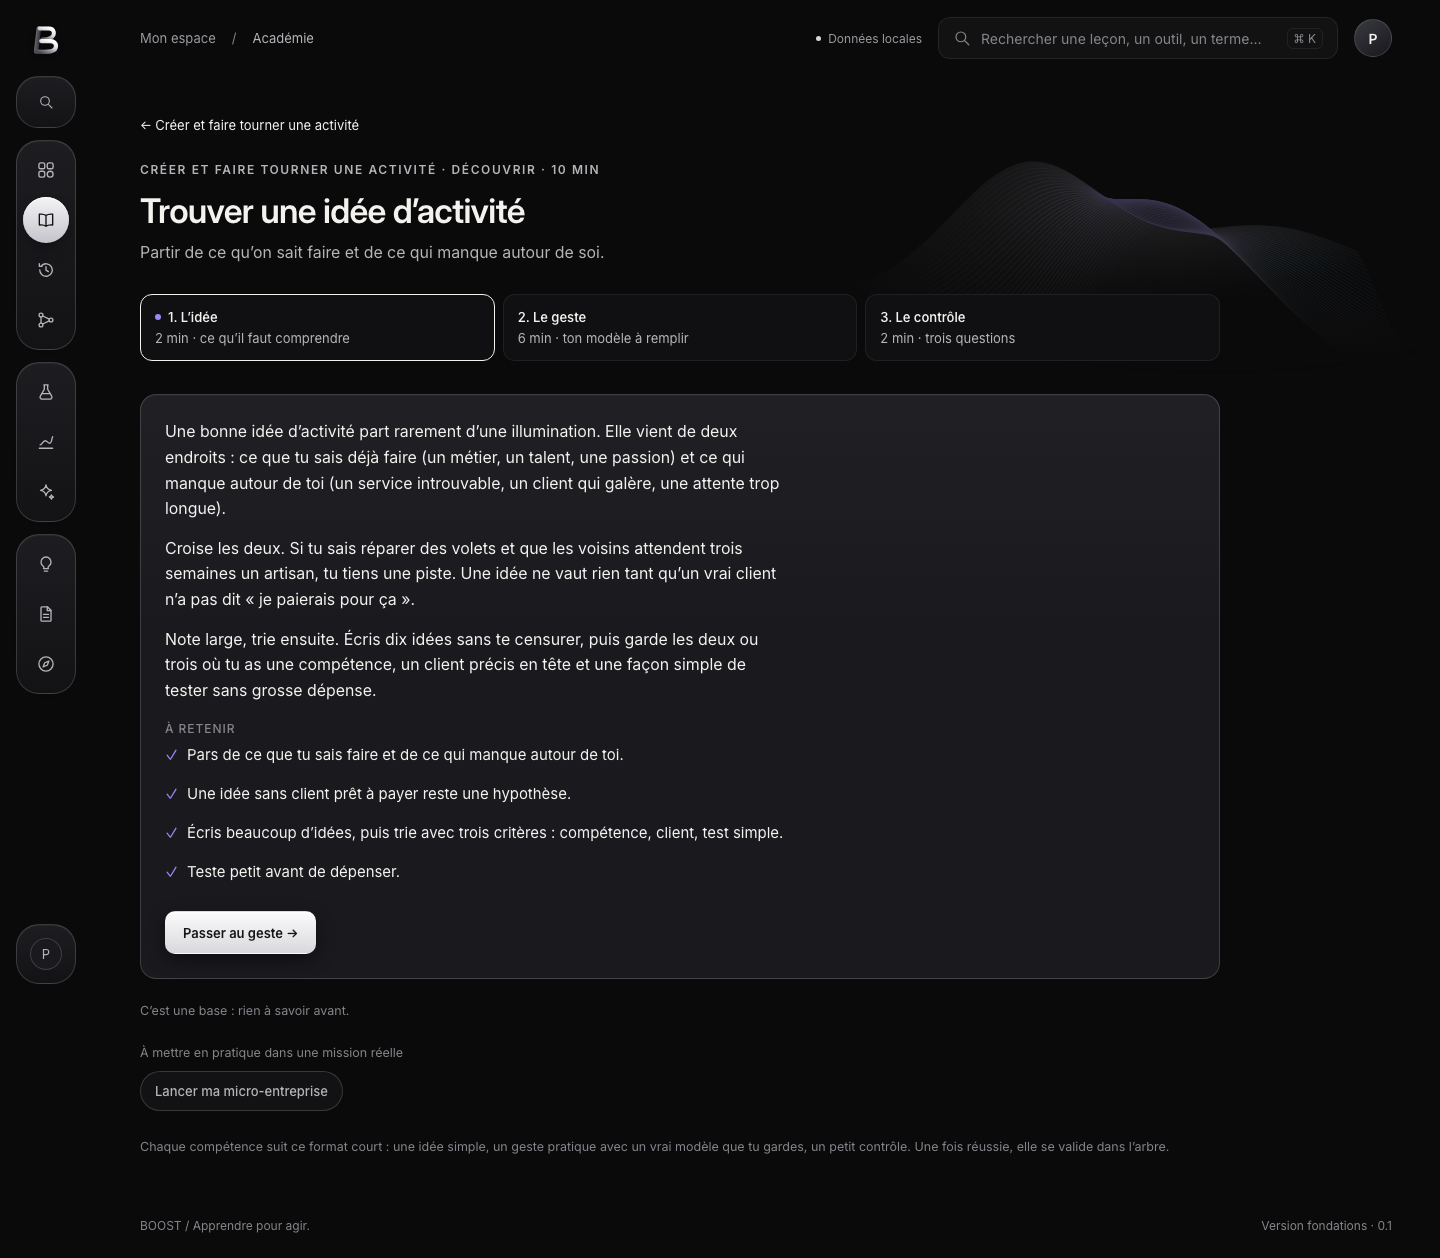 B
Mon espace / Académie
Données locales
Rechercher une leçon, un outil, un terme…
⌘ K
P
← Créer et faire tourner une activité
CRÉER ET FAIRE TOURNER UNE ACTIVITÉ · DÉCOUVRIR · 10 MIN
Trouver une idée d’activité
Partir de ce qu’on sait faire et de ce qui manque autour de soi.
1. L’idée
2 min · ce qu’il faut comprendre
2. Le geste
6 min · ton modèle à remplir
3. Le contrôle
2 min · trois questions
Une bonne idée d’activité part rarement d’une illumination. Elle vient de deux
endroits : ce que tu sais déjà faire (un métier, un talent, une passion) et ce qui
manque autour de toi (un service introuvable, un client qui galère, une attente trop
longue).
Croise les deux. Si tu sais réparer des volets et que les voisins attendent trois
semaines un artisan, tu tiens une piste. Une idée ne vaut rien tant qu’un vrai client
n’a pas dit « je paierais pour ça ».
Note large, trie ensuite. Écris dix idées sans te censurer, puis garde les deux ou
trois où tu as une compétence, un client précis en tête et une façon simple de
tester sans grosse dépense.
À RETENIR
✓ Pars de ce que tu sais faire et de ce qui manque autour de toi.
✓ Une idée sans client prêt à payer reste une hypothèse.
✓ Écris beaucoup d’idées, puis trie avec trois critères : compétence, client, test simple.
✓ Teste petit avant de dépenser.
Passer au geste →
P
C’est une base : rien à savoir avant.
À mettre en pratique dans une mission réelle
Lancer ma micro-entreprise
Chaque compétence suit ce format court : une idée simple, un geste pratique avec un vrai modèle que tu gardes, un petit contrôle. Une fois réussie, elle se valide dans l’arbre.
BOOST / Apprendre pour agir.
Version fondations · 0.1